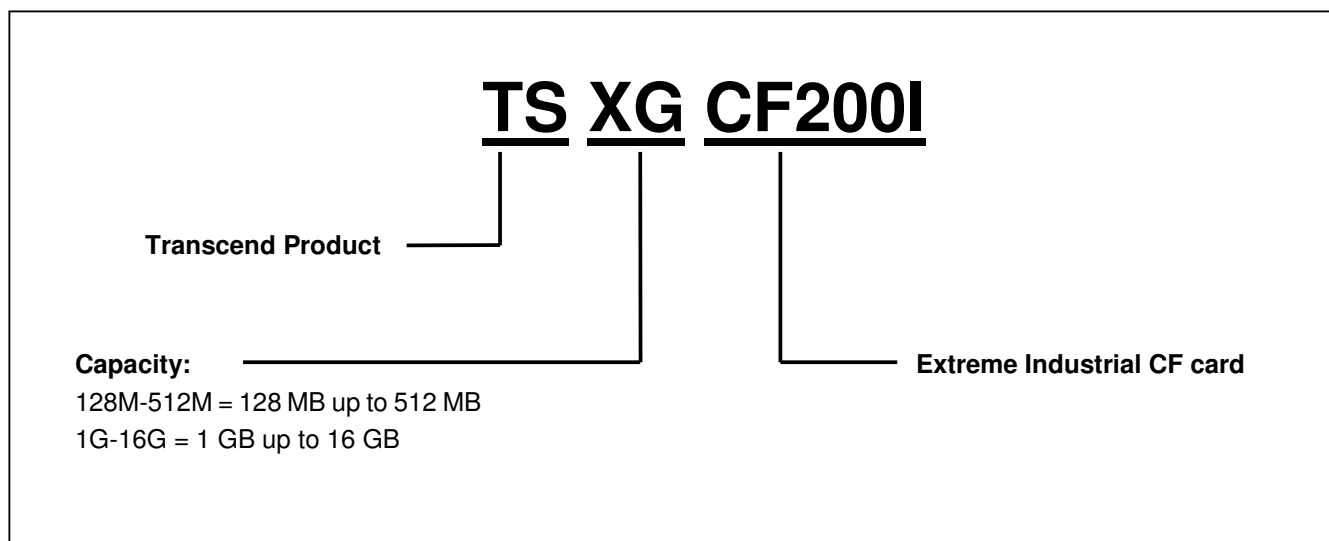 TS XG CF200I
Transcend Product
Capacity:
128M-512M = 128 MB up to 512 MB
1G-16G = 1 GB up to 16 GB
Extreme Industrial CF card